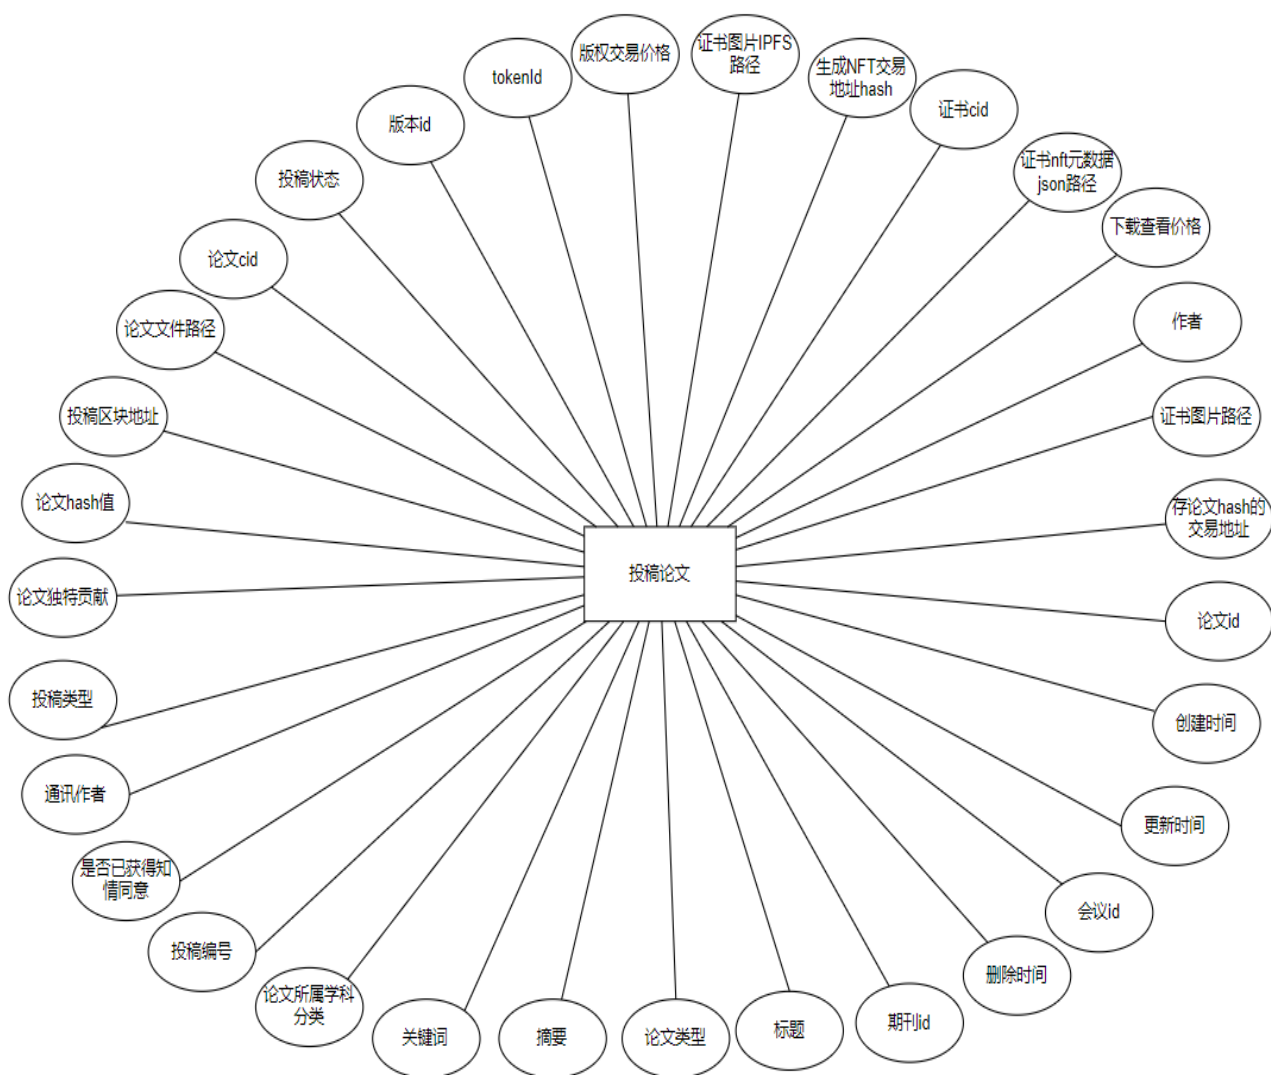 版权交易价格
证书图片IPFS
路径
生成NFT交易
地址hash
tokenId
证书cid
版本id
证书nft元数据
json路径
投稿状态
下载查看价格
论文cid
作者
论文文件路径
证书图片路径
投稿区块地址
论文hash值
存论文hash的
交易地址
投稿论文
论文独特贡献
论文id
投稿类型
创建时间
通讯作者
更新时间
是否已获得知
情同意
会议id
投稿编号
删除时间
论文所属学科
分类
期刊id
关键词
摘要
论文类型
标题